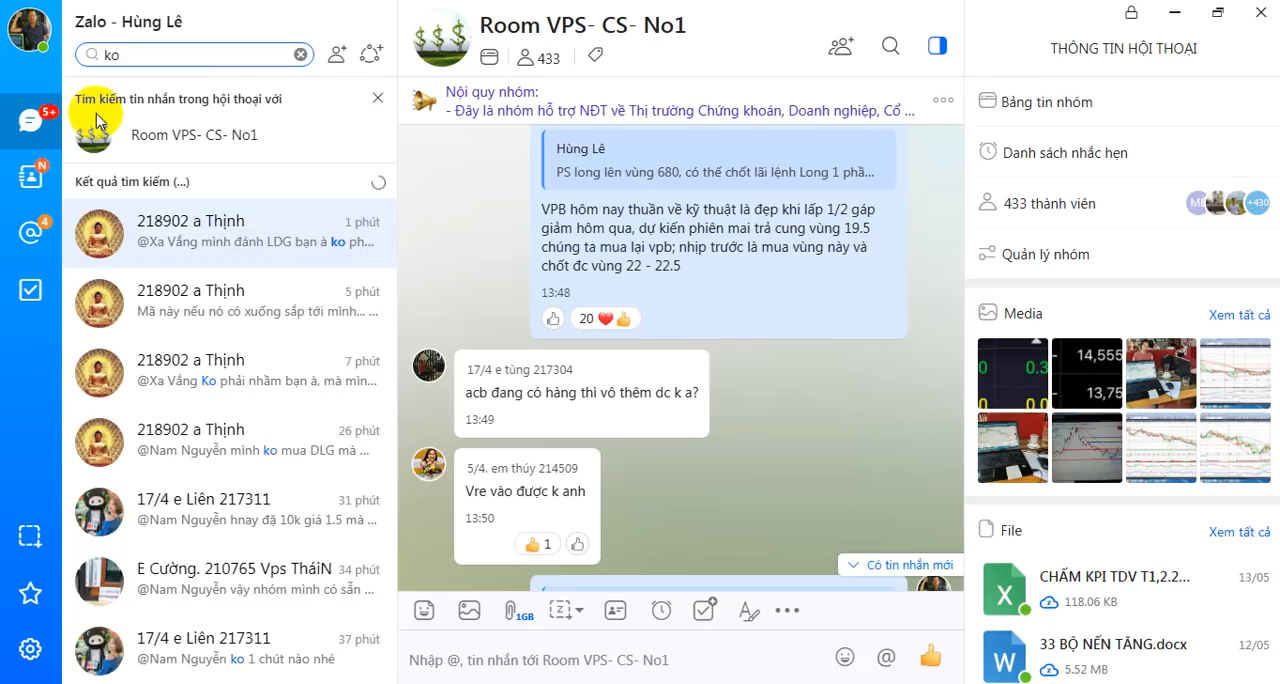 Zalo - Hùng Lê
ko
Tìm kiếm tin nhắn trong hội thoại với
Room VPS- CS- No1
Kết quả tìm kiếm (...)
218902 a Thịnh
1 phút
@Xa Vắng mình đánh LDG bạn à ko ph...
218902 a Thịnh
5 phút
Mã này nếu nó có xuống sắp tới mình... ...
218902 a Thịnh
7 phút
@Xa Vắng Ko phải nhầm bạn à, mà mìn...
218902 a Thịnh
26 phút
@Nam Nguyễn mình ko mua DLG mà ...
17/4 e Liên 217311
31 phút
@Nam Nguyễn hnay đặ 10k giá 1.5 mà ...
E Cường. 210765 Vps TháiN
34 phút
@Nam Nguyễn vậy nhóm mình có sẵn ...
17/4 e Liên 217311
37 phút
@Nam Nguyễn ko 1 chút nào nhé
5+
N
4
Room VPS- CS- No1
433
Nội quy nhóm:
- Đây là nhóm hỗ trợ NĐT về Thị trường Chứng khoán, Doanh nghiệp, Cổ ...
Hùng Lê
PS long lên vùng 680, có thể chốt lãi lệnh Long 1 phầ...
VPB hôm nay thuần về kỹ thuật là đẹp khi lấp 1/2 gáp
giảm hôm qua, dự kiến phiên mai trả cung vùng 19.5
chúng ta mua lại vpb; nhịp trước là mua vùng này và
chốt đc vùng 22 - 22.5
13:48
20
17/4 e tùng 217304
acb đang có hàng thì vô thêm dc k a?
13:49
5/4. em thúy 214509
Vre vào được k anh
13:50
1
Có tin nhắn mới
1GB
Nhập @, tin nhắn tới Room VPS- CS- No1
THÔNG TIN HỘI THOẠI
Bảng tin nhóm
Danh sách nhắc hẹn
433 thành viên
+430
Quản lý nhóm
Media
Xem tất cả
0
0.3
0
0.0
14,555
13,75
File
Xem tất cả
X
CHẤM KPI TDV T1,2.2...
13/05
118.06 KB
W
33 BỘ NẾN TĂNG.docx
12/05
5.52 MB